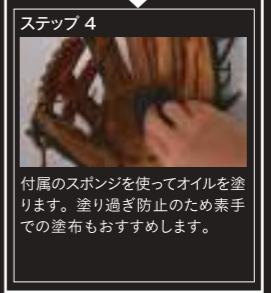 ステップ 4
付属のスポンジを使ってオイルを塗
ります。塗り過ぎ防止のため素手
での塗布もおすすめします。